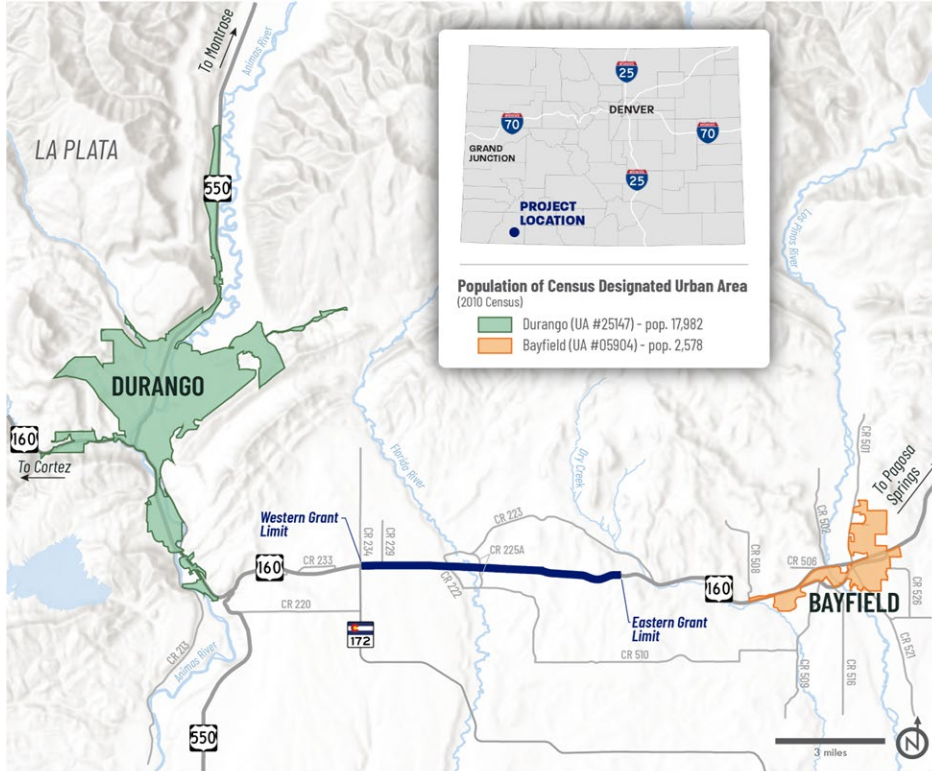 To Montrose
Animas River
LA PLATA
550
25
DENVER
70
70
GRAND
JUNCTION
25
PROJECT
LOCATION
Population of Census Designated Urban Area
(2010 Census)
Durango (UA #25147) - pop. 17,982
Bayfield (UA #05904) - pop. 2,578
Los Pinos River
DURANGO
160
To Cortez
Florida River
Dry Creek
CR 501
To Pagosa
Springs
Western Grant
Limit
CR 234
CR 229
CR 223
CR 225A
CR 502
160
CR 233
CR 222
CR 508
CR 506
160
BAYFIELD
CR 526
CR 220
Eastern Grant
Limit
172
CR 213
Animas River
CR 510
CR 509
CR 516
CR 521
550
3 miles
N